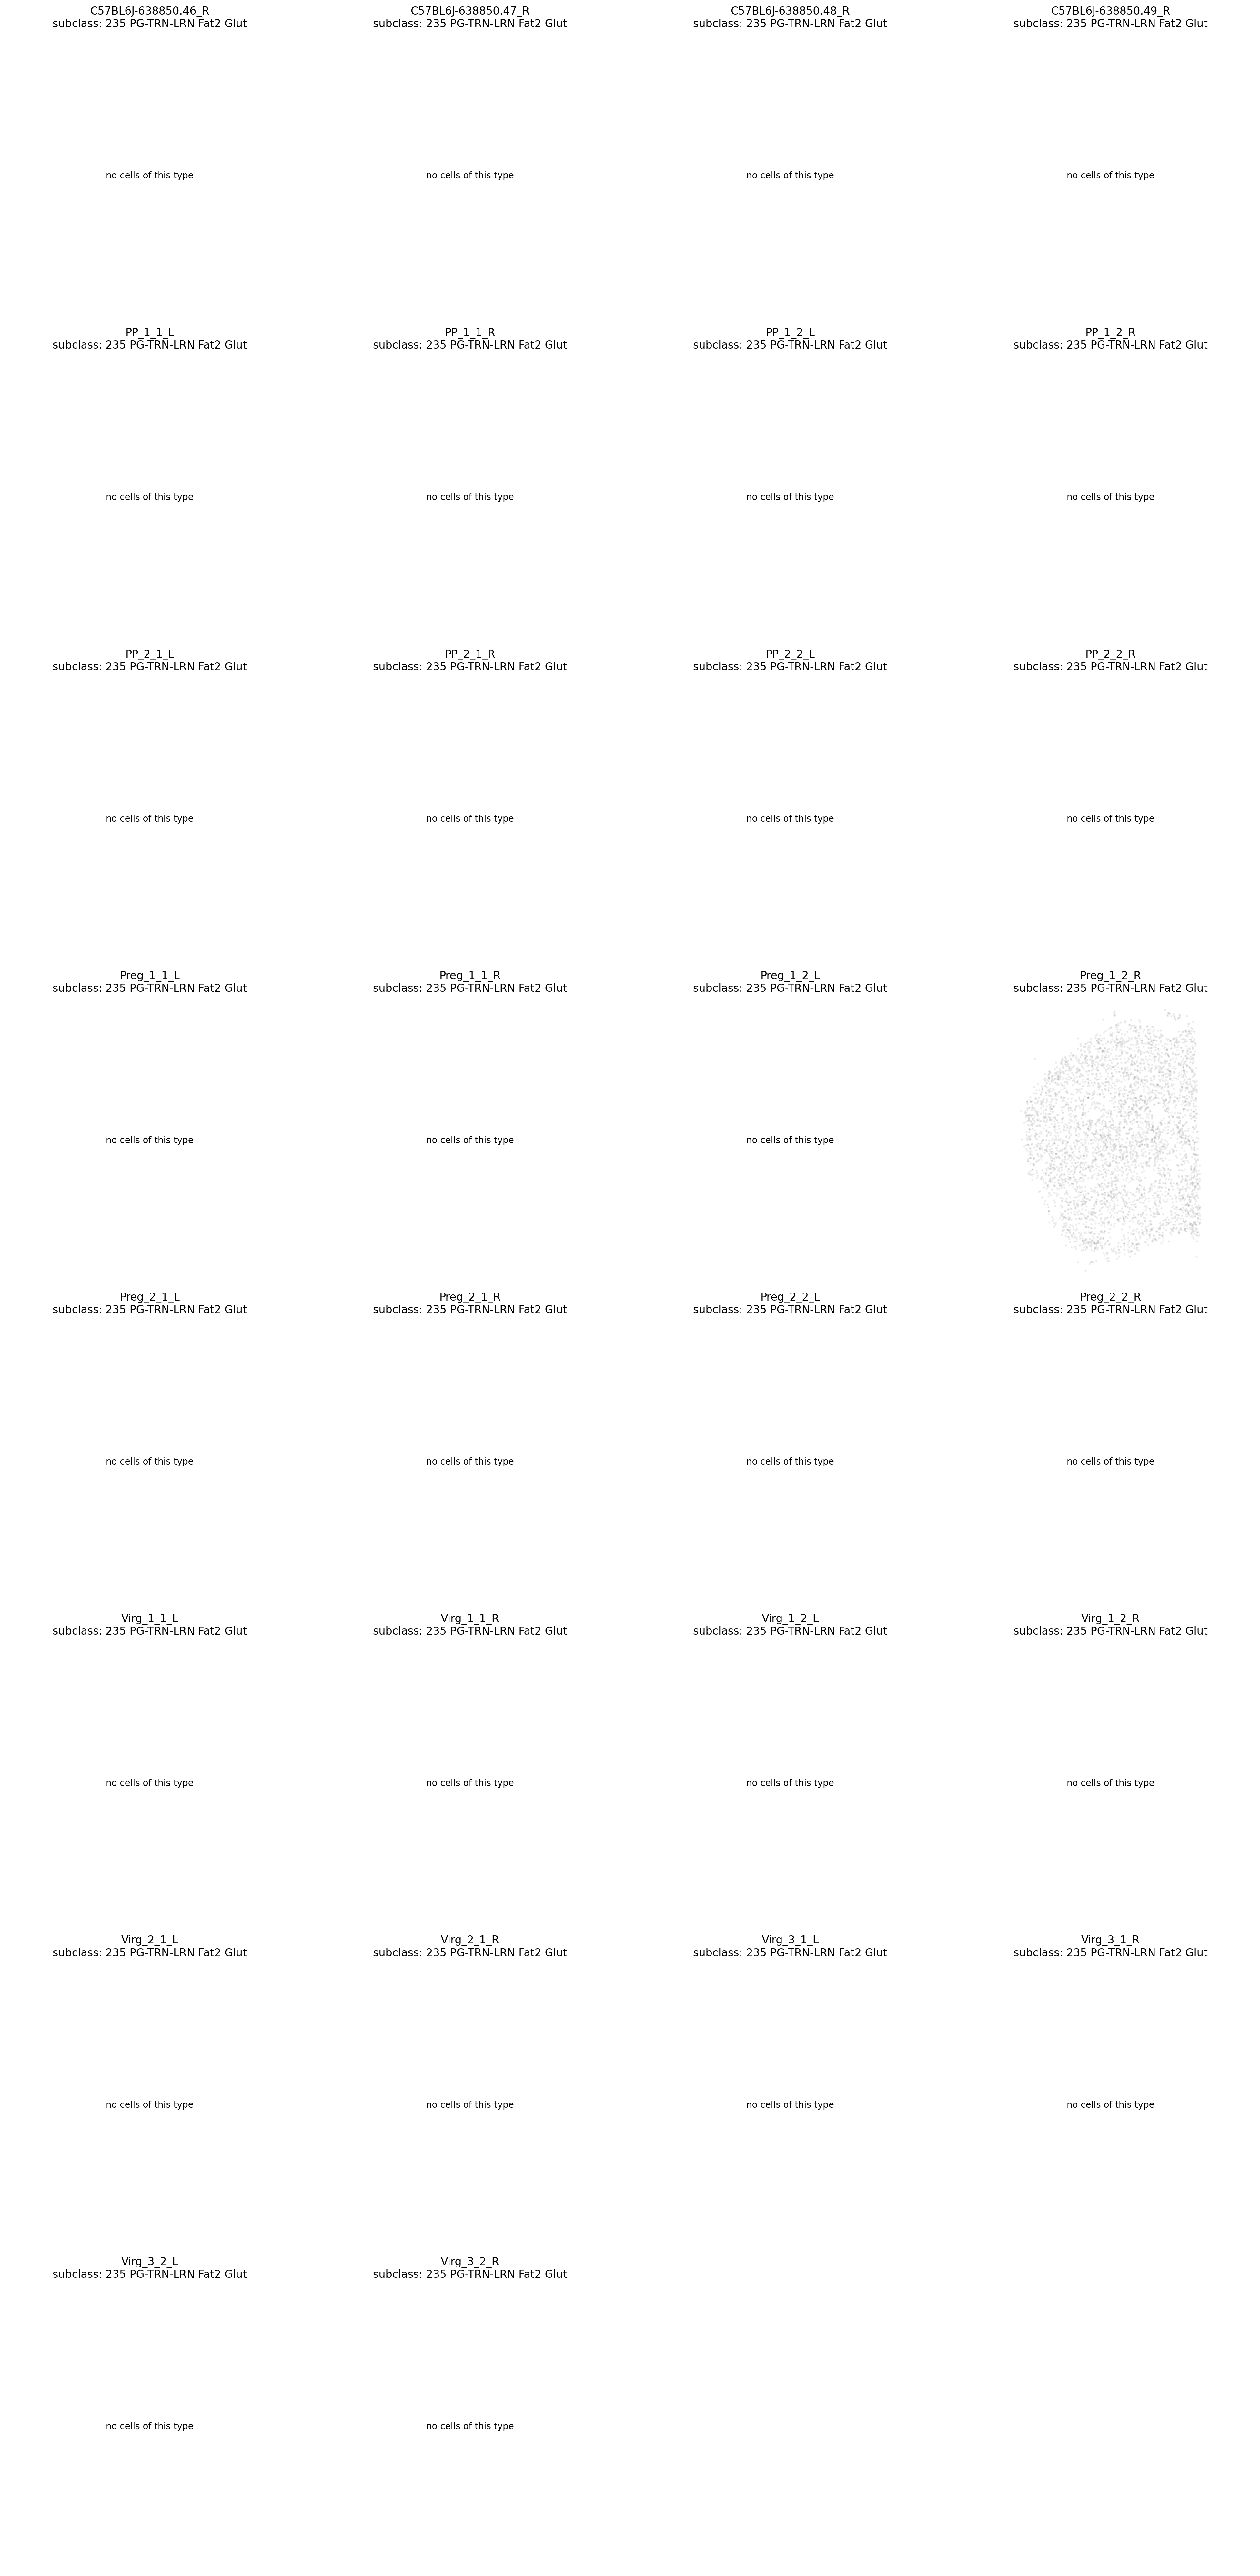 C57BL6J-638850.46_R
subclass: 235 PG-TRN-LRN Fat2 Glut
no cells of this type
C57BL6J-638850.47_R
subclass: 235 PG-TRN-LRN Fat2 Glut
no cells of this type
C57BL6J-638850.48_R
subclass: 235 PG-TRN-LRN Fat2 Glut
no cells of this type
C57BL6J-638850.49_R
subclass: 235 PG-TRN-LRN Fat2 Glut
no cells of this type
PP_1_1_L
subclass: 235 PG-TRN-LRN Fat2 Glut
no cells of this type
PP_1_1_R
subclass: 235 PG-TRN-LRN Fat2 Glut
no cells of this type
PP_1_2_L
subclass: 235 PG-TRN-LRN Fat2 Glut
no cells of this type
PP_1_2_R
subclass: 235 PG-TRN-LRN Fat2 Glut
no cells of this type
PP_2_1_L
subclass: 235 PG-TRN-LRN Fat2 Glut
no cells of this type
PP_2_1_R
subclass: 235 PG-TRN-LRN Fat2 Glut
no cells of this type
PP_2_2_L
subclass: 235 PG-TRN-LRN Fat2 Glut
no cells of this type
PP_2_2_R
subclass: 235 PG-TRN-LRN Fat2 Glut
no cells of this type
Preg_1_1_L
subclass: 235 PG-TRN-LRN Fat2 Glut
no cells of this type
Preg_1_1_R
subclass: 235 PG-TRN-LRN Fat2 Glut
no cells of this type
Preg_1_2_L
subclass: 235 PG-TRN-LRN Fat2 Glut
no cells of this type
Preg_1_2_R
subclass: 235 PG-TRN-LRN Fat2 Glut
Preg_2_1_L
subclass: 235 PG-TRN-LRN Fat2 Glut
no cells of this type
Preg_2_1_R
subclass: 235 PG-TRN-LRN Fat2 Glut
no cells of this type
Preg_2_2_L
subclass: 235 PG-TRN-LRN Fat2 Glut
no cells of this type
Preg_2_2_R
subclass: 235 PG-TRN-LRN Fat2 Glut
no cells of this type
Virg_1_1_L
subclass: 235 PG-TRN-LRN Fat2 Glut
no cells of this type
Virg_1_1_R
subclass: 235 PG-TRN-LRN Fat2 Glut
no cells of this type
Virg_1_2_L
subclass: 235 PG-TRN-LRN Fat2 Glut
no cells of this type
Virg_1_2_R
subclass: 235 PG-TRN-LRN Fat2 Glut
no cells of this type
Virg_2_1_L
subclass: 235 PG-TRN-LRN Fat2 Glut
no cells of this type
Virg_2_1_R
subclass: 235 PG-TRN-LRN Fat2 Glut
no cells of this type
Virg_3_1_L
subclass: 235 PG-TRN-LRN Fat2 Glut
no cells of this type
Virg_3_1_R
subclass: 235 PG-TRN-LRN Fat2 Glut
no cells of this type
Virg_3_2_L
subclass: 235 PG-TRN-LRN Fat2 Glut
no cells of this type
Virg_3_2_R
subclass: 235 PG-TRN-LRN Fat2 Glut
no cells of this type